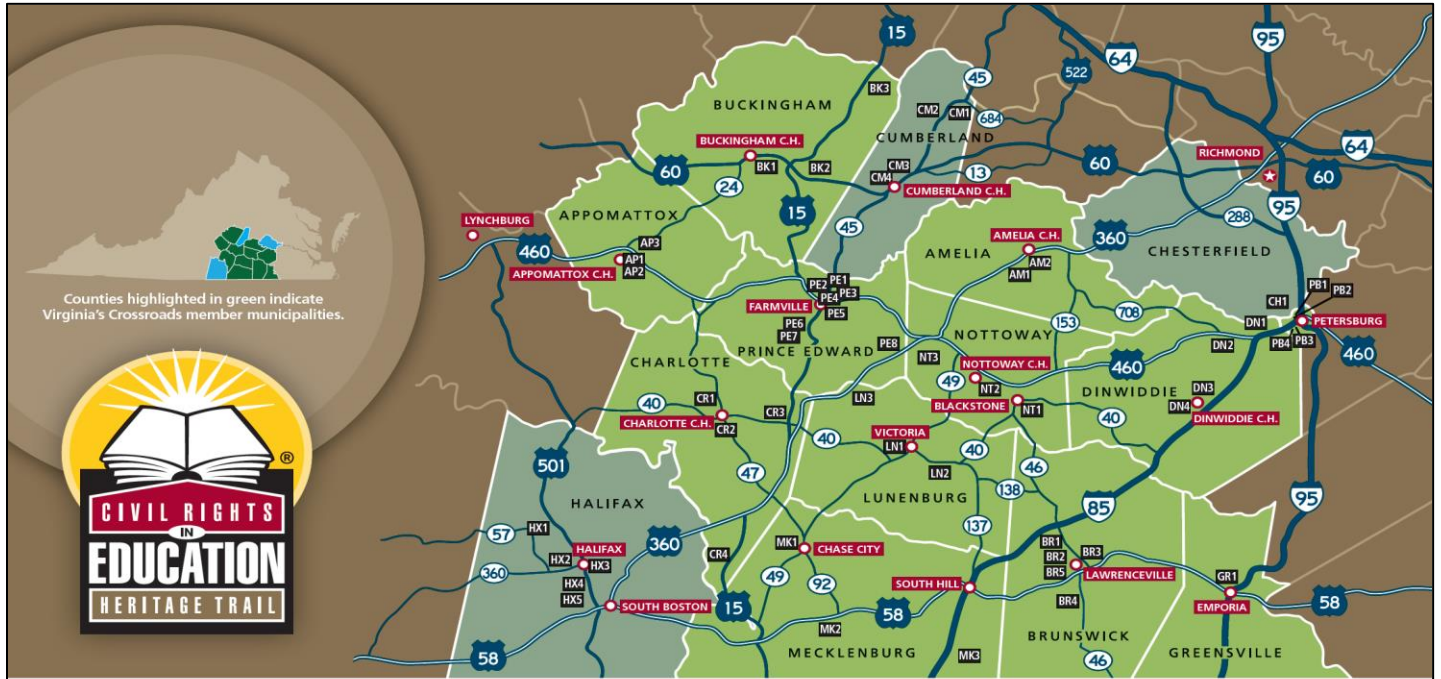 15
95
64
BK3
45
522
BUCKINGHAM
CM2
CM1
684
CUMBERLAND
64
BUCKINGHAM C.H.
RICHMOND
60
BK1
BK2
CM3
CM4
13
60
60
24
CUMBERLAND C.H.
95
APPOMATTOX
15
45
288
LYNCHBURG
AMELIA C.H.
360
460
AP3
AMELIA
CHESTERFIELD
AP1
AM2
APPOMATTOX C.H.
AP2
AM1
PE1
PB1
PB2
PE2
PE3
Counties highlighted in green indicate
Virginia's Crossroads member municipalities.
FARMVILLE
PE4
PE5
CH1
708
DN1
PETERSBURG
PE6
PE7
153
NOTTOWAY
PE8
DN2
PB4
PB3
PRINCE EDWARD
NT3
460
CHARLOTTE
NOTTOWAY C.H.
460
49
NT2
DINWIDDIE
DN3
40
CR1
LN3
BLACKSTONE
NT1
DN4
CR3
CHARLOTTE C.H.
CR2
40
DINWIDDIE C.H.
40
VICTORIA
LN1
40
501
47
LN2
46
138
95
HALIFAX
LUNENBURG
85
CIVIL RIGHTS
IN
EDUCATION
HERITAGE TRAIL
®
57
HX1
360
137
HALIFAX
MK1
CHASE CITY
BR1
BR2
BR3
HX2
HX3
CR4
360
HX4
49
92
SOUTH HILL
BR5
LAWRENCEVILLE
GR1
HX5
SOUTH BOSTON
15
58
BR4
EMPORIA
58
MK2
BRUNSWICK
58
MECKLENBURG
MK3
46
GREENSVILLE